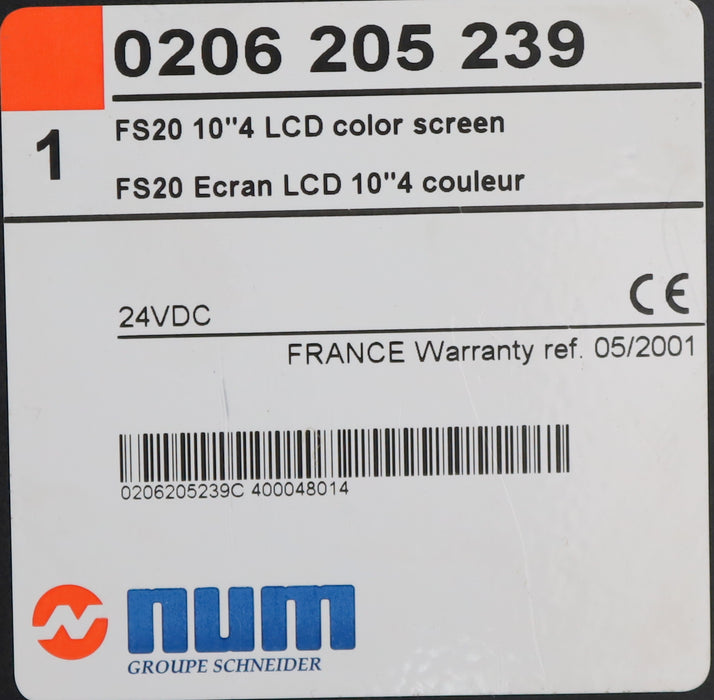 0206 205 239
1
FS20 10"4 LCD color screen
FS20 Ecran LCD 10"4 couleur
CE
24VDC
FRANCE Warranty ref. 05/2001
0206205239C 400048014
num
GROUPE SCHNEIDER